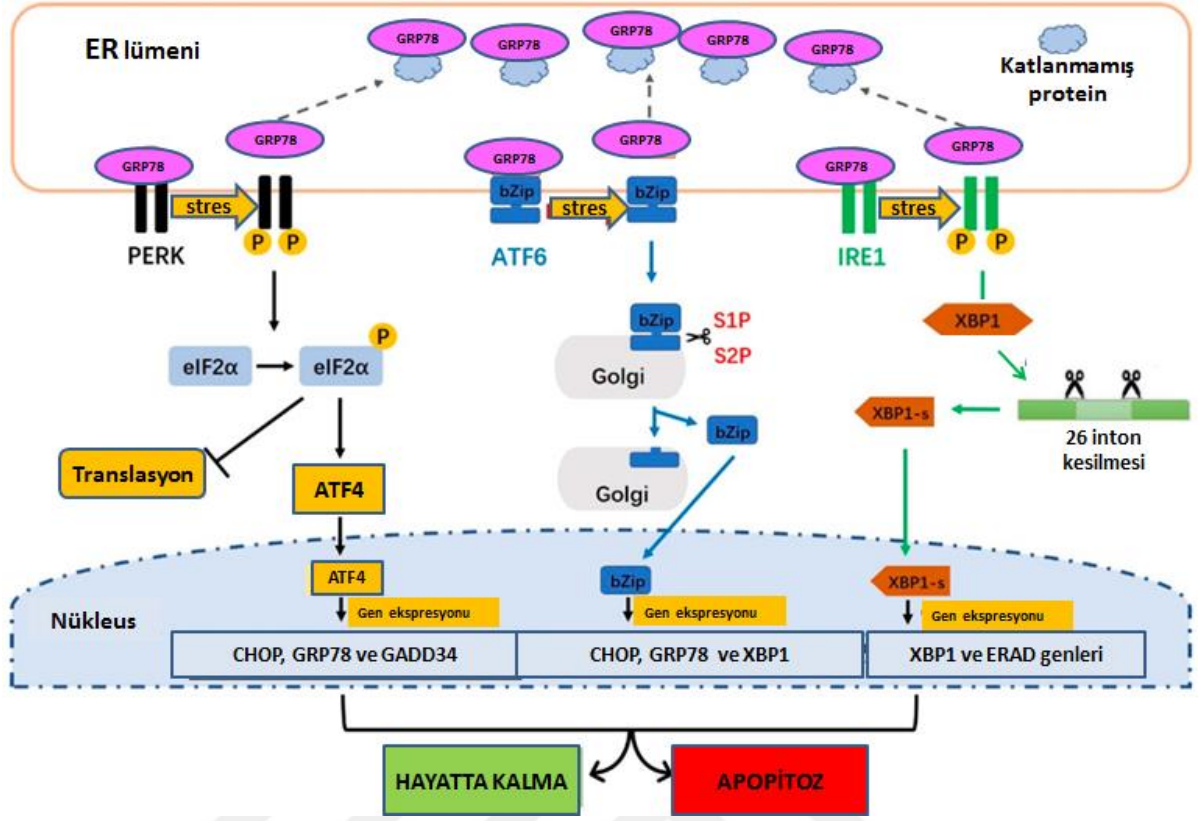 GRP78
GRP78
GRP78
GRP78
GRP78
ER lümeni
Katlanmamış
protein
GRP78
GRP78
GRP78
GRP78
GRP78
GRP78
bZip
bZip
stres
stres
stres
P
P
P
P
PERK
ATF6
IRE1
bZip
S1P
S2P
XBP1
P
eIF2α
eIF2α
Golgi
XBP1-s
bZip
26 inton
kesilmesi
Translasyon
ATF4
Golgi
ATF4
bZip
XBP1-s
Nükleus
Gen ekspresyonu
Gen ekspresyonu
Gen ekspresyonu
CHOP, GRP78 ve GADD34
CHOP, GRP78 ve XBP1
XBP1 ve ERAD genleri
HAYATTA KALMA
APOPİTOZ